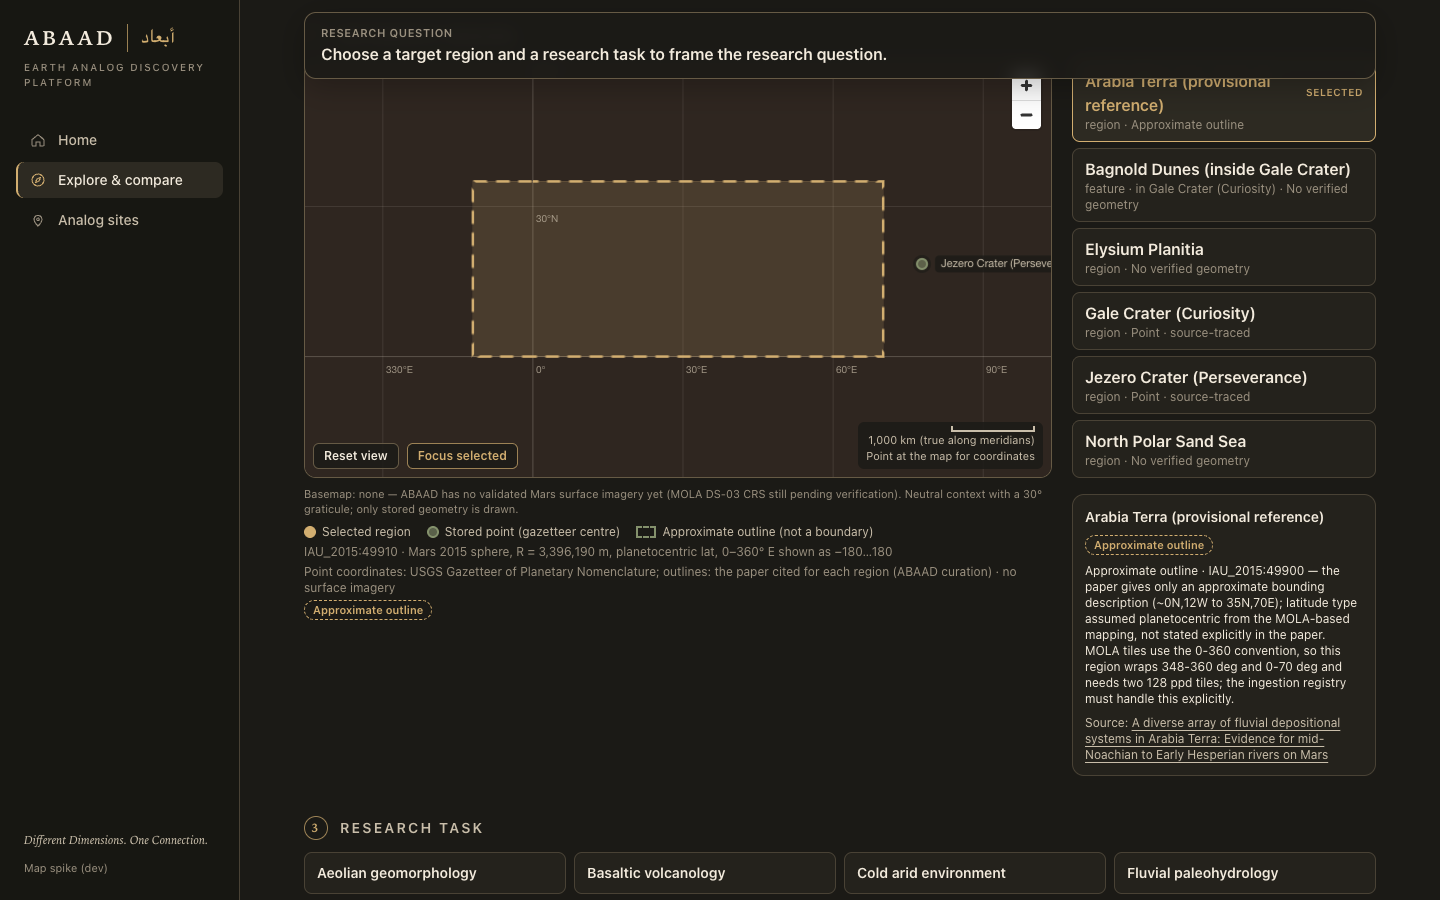 ABAAD
أبعاد
EARTH ANALOG DISCOVERY
PLATFORM
Home
Explore & compare
Analog sites
Different Dimensions. One Connection.
Map spike (dev)
RESEARCH QUESTION
Choose a target region and a research task to frame the research question.
+
−
30°N
Jezero Crater (Perseve
330°E
0°
30°E
60°E
90°E
1,000 km (true along meridians)
Point at the map for coordinates
Reset view
Focus selected
Basemap: none — ABAAD has no validated Mars surface imagery yet (MOLA DS-03 CRS still pending verification). Neutral context with a 30°
graticule; only stored geometry is drawn.
Selected region
Stored point (gazetteer centre)
Approximate outline (not a boundary)
IAU_2015:49910 · Mars 2015 sphere, R = 3,396,190 m, planetocentric lat, 0–360° E shown as −180…180
Point coordinates: USGS Gazetteer of Planetary Nomenclature; outlines: the paper cited for each region (ABAAD curation) · no
surface imagery
Approximate outline
Arabia Terra (provisional
reference)
SELECTED
region · Approximate outline
Bagnold Dunes (inside Gale Crater)
feature · in Gale Crater (Curiosity) · No verified
geometry
Elysium Planitia
region · No verified geometry
Gale Crater (Curiosity)
region · Point · source-traced
Jezero Crater (Perseverance)
region · Point · source-traced
North Polar Sand Sea
region · No verified geometry
Arabia Terra (provisional reference)
Approximate outline
Approximate outline · IAU_2015:49900 — the
paper gives only an approximate bounding
description (~0N,12W to 35N,70E); latitude type
assumed planetocentric from the MOLA-based
mapping, not stated explicitly in the paper.
MOLA tiles use the 0-360 convention, so this
region wraps 348-360 deg and 0-70 deg and
needs two 128 ppd tiles; the ingestion registry
must handle this explicitly.
Source: A diverse array of fluvial depositional
systems in Arabia Terra: Evidence for mid-
Noachian to Early Hesperian rivers on Mars
3
RESEARCH TASK
Aeolian geomorphology
Basaltic volcanology
Cold arid environment
Fluvial paleohydrology